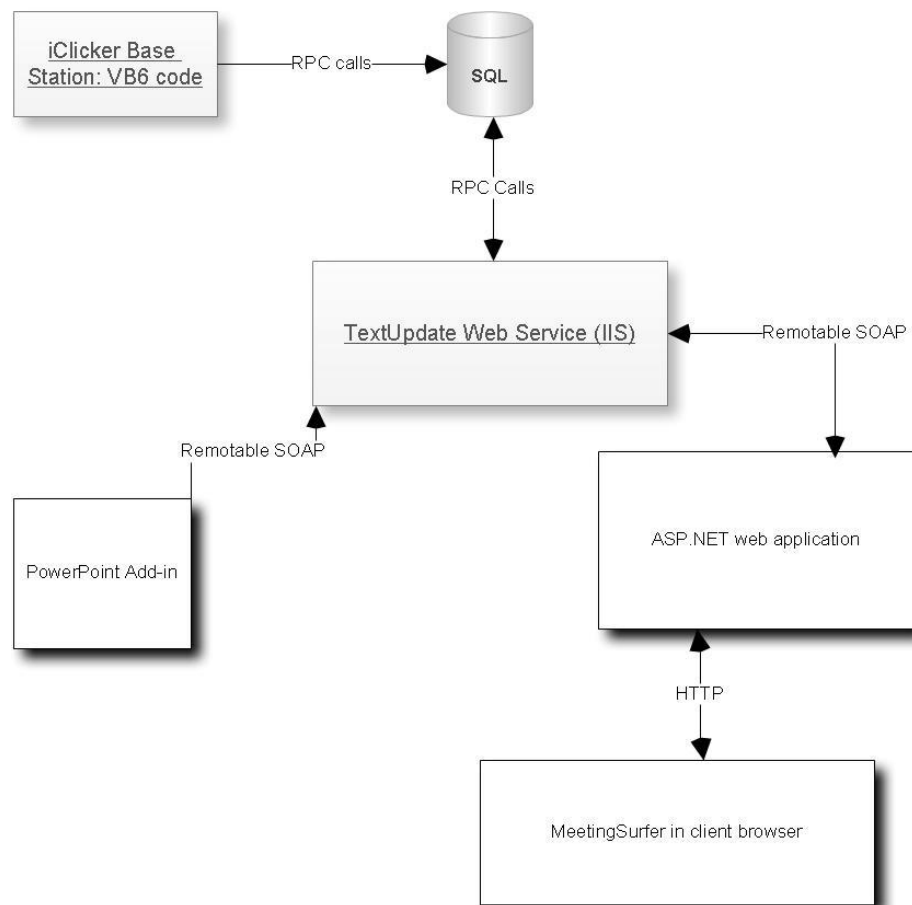 iClicker Base
Station: VB6 code
RPC calls
SQL
RPC Calls
TextUpdate Web Service (IIS)
Remotable SOAP
Remotable SOAP
ASP.NET web application
PowerPoint Add-in
HTTP
MeetingSurfer in client browser